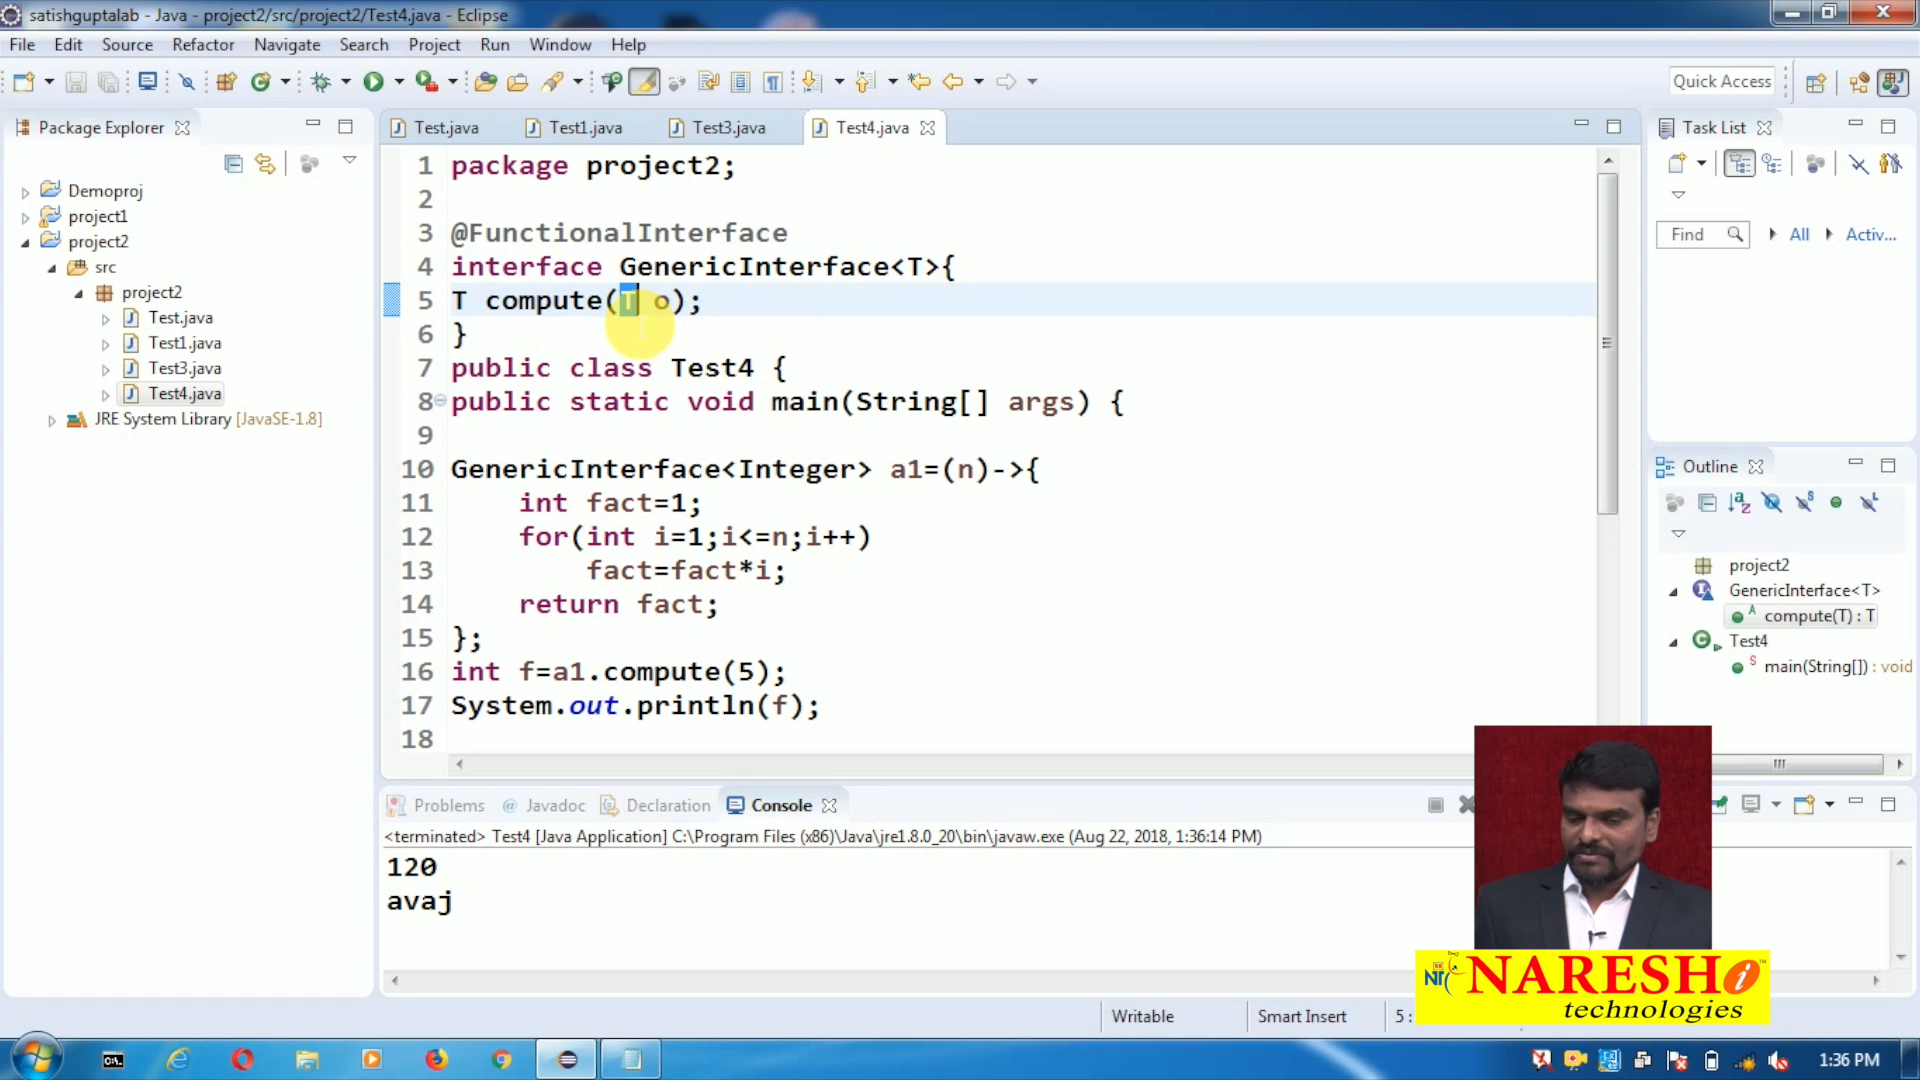 satishguptalab - Java - project2/src/project2/Test4.java - Eclipse
File Edit Source Refactor Navigate Search Project Run Window Help
Quick Access
Package Explorer
Test.java Test1.java Test3.java Test4.java
Task List
Demoproj
project1
project2
src
project2
Test.java
Test1.java
Test3.java
Test4.java
JRE System Library [JavaSE-1.8]
1 package project2;
2
3 @FunctionalInterface
4 interface GenericInterface<T>{
5 T compute(T o);
6 }
7 public class Test4 {
8 public static void main(String[] args) {
9
10 GenericInterface<Integer> a1=(n)->{
11 int fact=1;
12 for(int i=1;i<=n;i++)
13 fact=fact*i;
14 return fact;
15 };
16 int f=a1.compute(5);
17 System.out.println(f);
18
Find All Activ...
Outline
project2
GenericInterface<T>
compute(T) : T
Test4
main(String[]) : void
Problems Javadoc Declaration Console
<terminated> Test4 [Java Application] C:\Program Files (x86)\Java\jre1.8.0_20\bin\javaw.exe (Aug 22, 2018, 1:36:14 PM)
120
avaj
NARESH i
technologies
Writable Smart Insert 5 :
1:36 PM